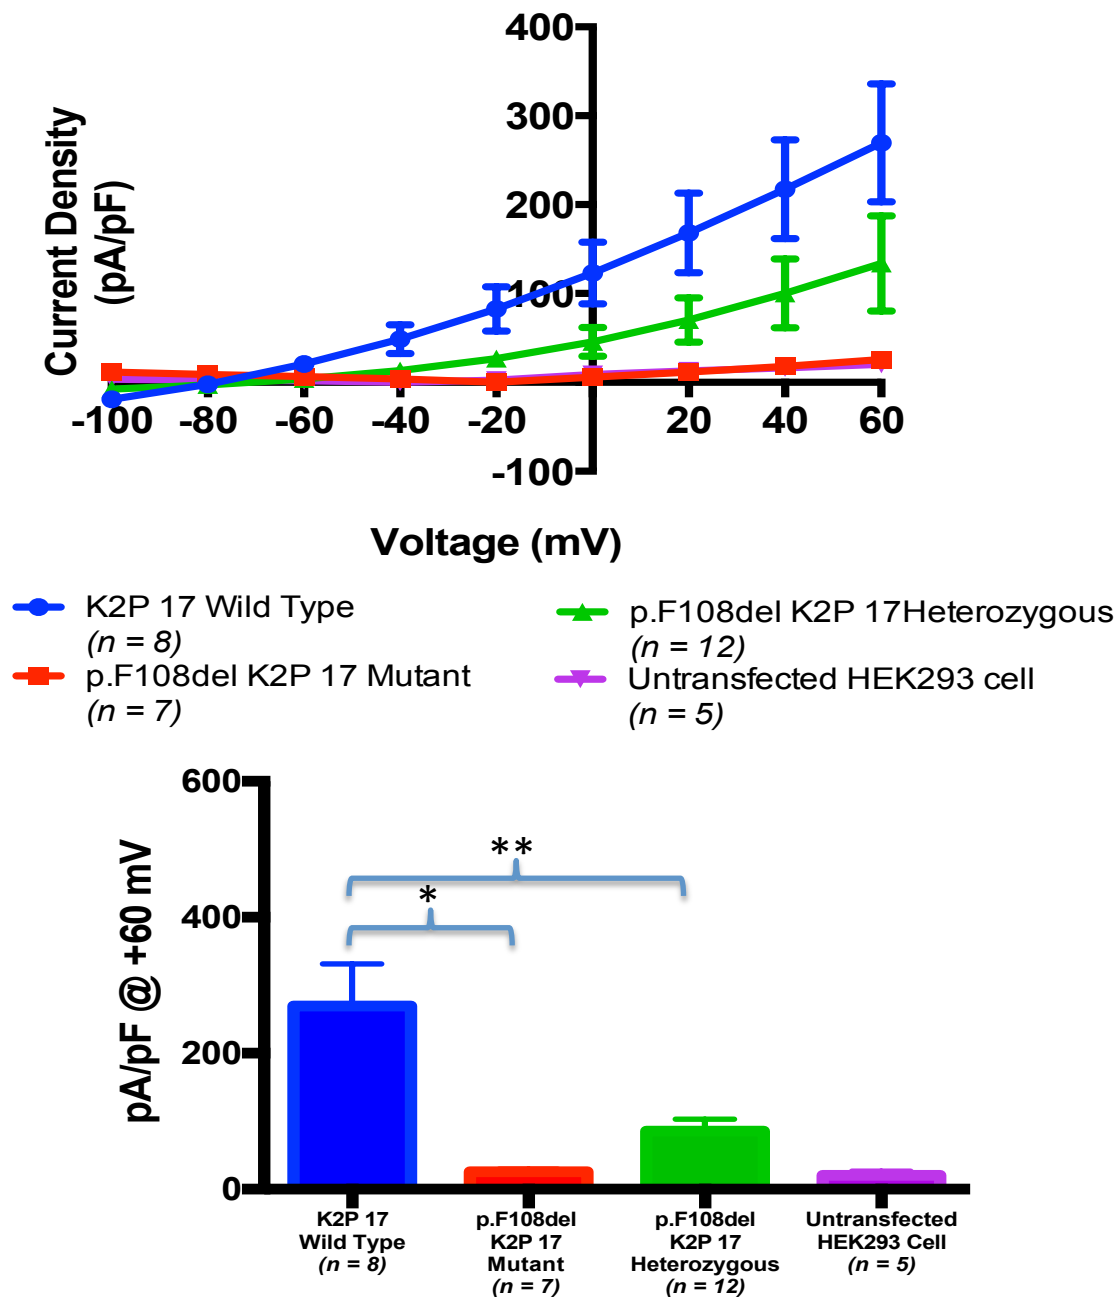 400
300
200
100
-100
-100 -80 -60 -40 -20 20 40 60
Current Density
(pA/pF)
Voltage (mV)
K2P 17 Wild Type
(n = 8)
p.F108del K2P 17 Mutant
(n = 7)
p.F108del K2P 17Heterozygous
(n = 12)
Untransfected HEK293 cell
(n = 5)
600
400
200
0
pA/pF @ +60 mV
**
*
K2P 17
Wild Type
(n = 8)
p.F108del
K2P 17
Mutant
(n = 7)
p.F108del
K2P 17
Heterozygous
(n = 12)
Untransfected
HEK293 Cell
(n = 5)